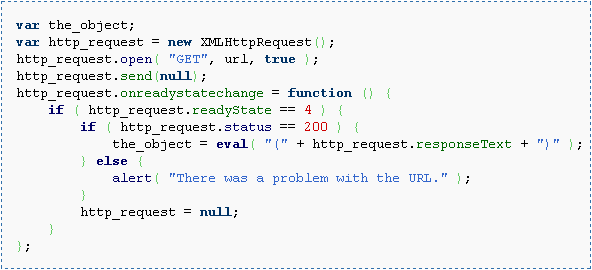 var the_object;
var http_request = new XMLHttpRequest();
http_request.open( "GET", url, true );
http_request.send(null);
http_request.onreadystatechange = function () {
    if ( http_request.readyState == 4 ) {
        if ( http_request.status == 200 ) {
            the_object = eval( "(" + http_request.responseText + ")" );
        } else {
            alert( "There was a problem with the URL." );
        }
        http_request = null;
    }
};